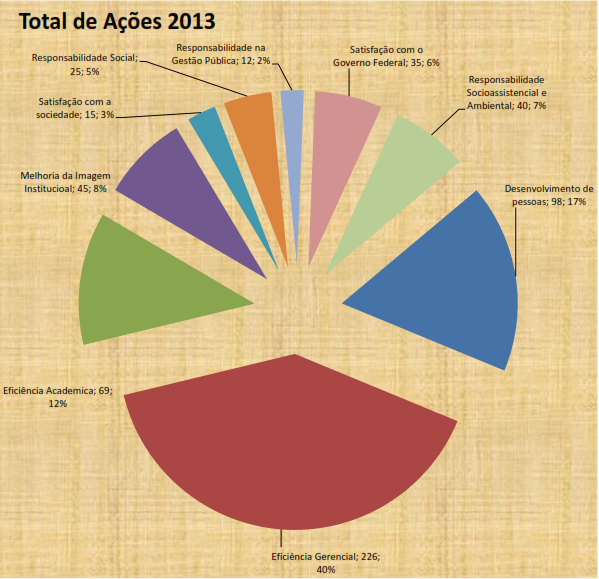 Total de Ações 2013
Responsabilidade na
Gestão Pública; 12; 2%
Satisfação com o
Governo Federal; 35; 6%
Responsabilidade Social;
25; 5%
Responsabilidade
Socioassistencial e
Ambiental; 40; 7%
Satisfação com a
sociedade; 15; 3%
Melhoria da Imagem
Institucioal; 45; 8%
Desenvolvimento de
pessoas; 98; 17%
Eficiência Academica; 69;
12%
Eficiência Gerencial; 226;
40%